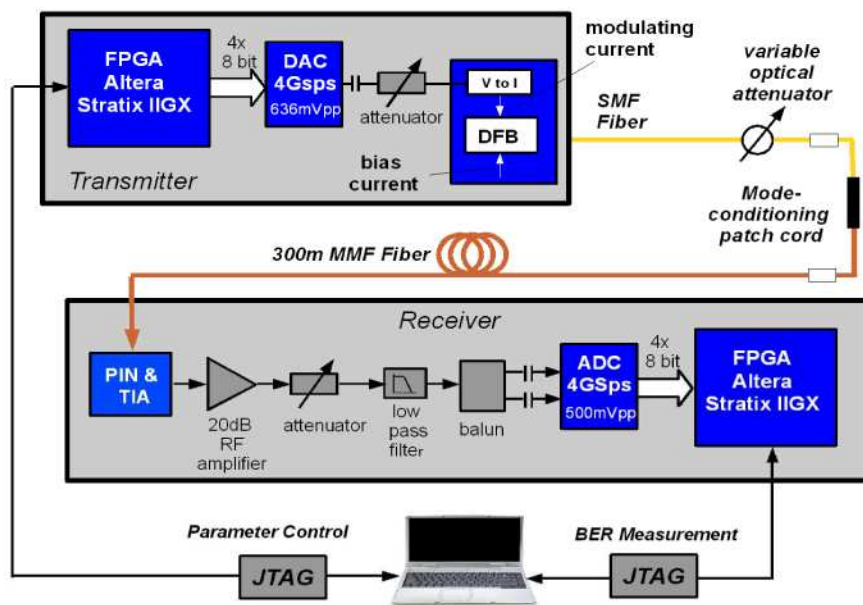 FPGA
Altera
Stratix IIGX
4x
8 bit
DAC
4Gsps
636mVpp
attenuator
V to I
DFB
modulating
current
bias
current
Transmitter
SMF
Fiber
variable
optical
attenuator
Mode-
conditioning
patch cord
300m MMF Fiber
Receiver
PIN &
TIA
20dB
RF
amplifier
attenuator
low
pass
filter
balun
ADC
4GSps
500mVpp
4x
8 bit
FPGA
Altera
Stratix IIGX
Parameter Control
JTAG
BER Measurement
JTAG